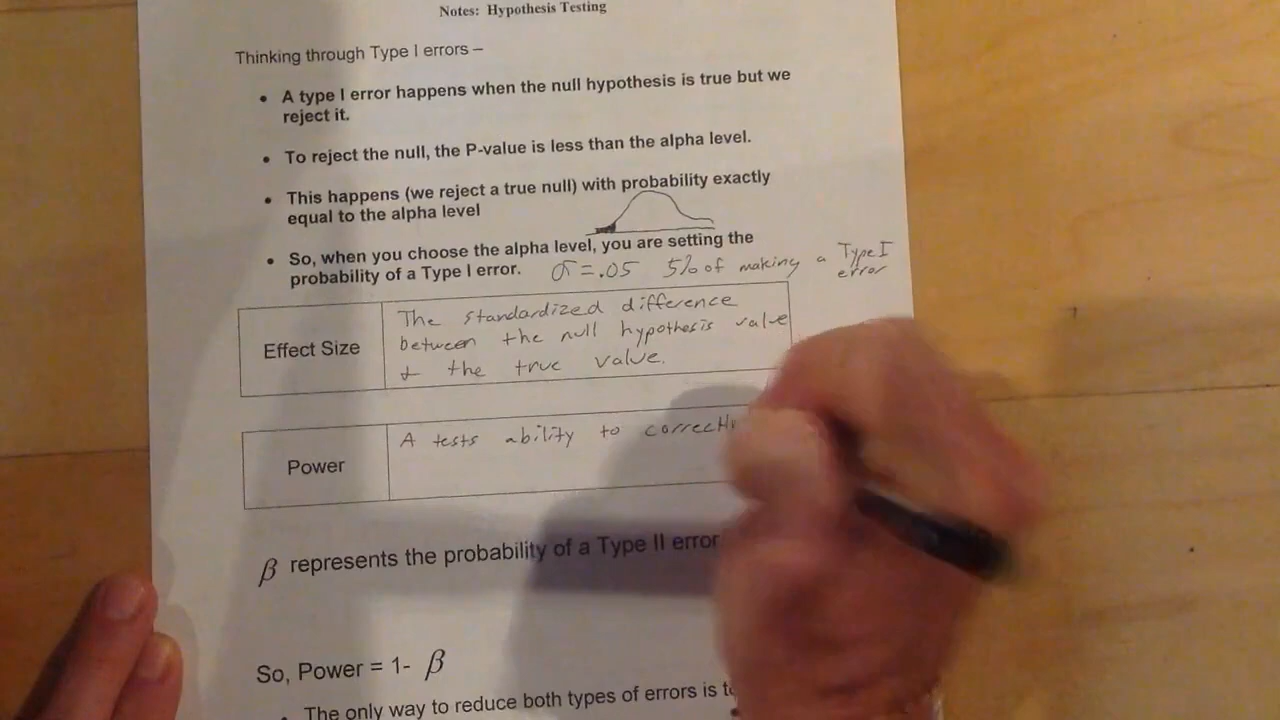 Notes: Hypothesis Testing
Thinking through Type I errors –
• A type I error happens when the null hypothesis is true but we
reject it.
• To reject the null, the P-value is less than the alpha level.
• This happens (we reject a true null) with probability exactly
equal to the alpha level
• So, when you choose the alpha level, you are setting the
probability of a Type I error.
σ = .05 5% of making a Type I
error
Effect Size
The standardized difference
between the null hypothesis value
+ the true value.
Power
A tests ability to
β represents the probability of a Type II error
So, Power = 1- β
• The only way to reduce both types of errors is